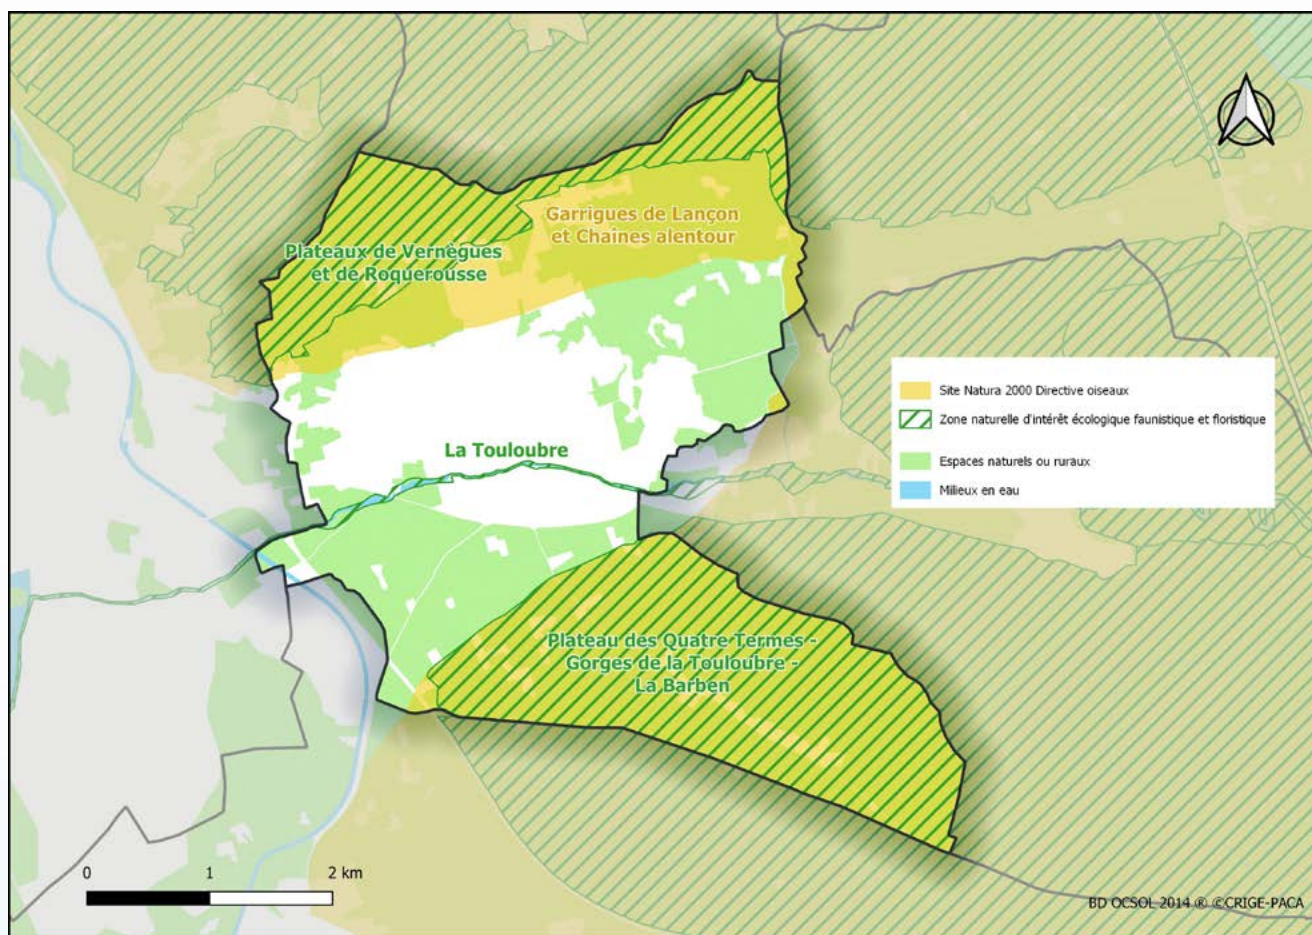 Garrigues de Lançon
et Chaines alentour
Plateaux de Vernègues
et de Roquerousse
La Touloubre
Site Natura 2000 Directive oiseaux
Zone naturelle d'intérêt écologique faunistique et floristique
Espaces naturels ou ruraux
Milieux en eau
Plateau des Quatre Termes -
Gorges de la Touloubre -
La Barben
0 1 2 km
BD OCSOL 2014 ® ©CRIGE-PACA